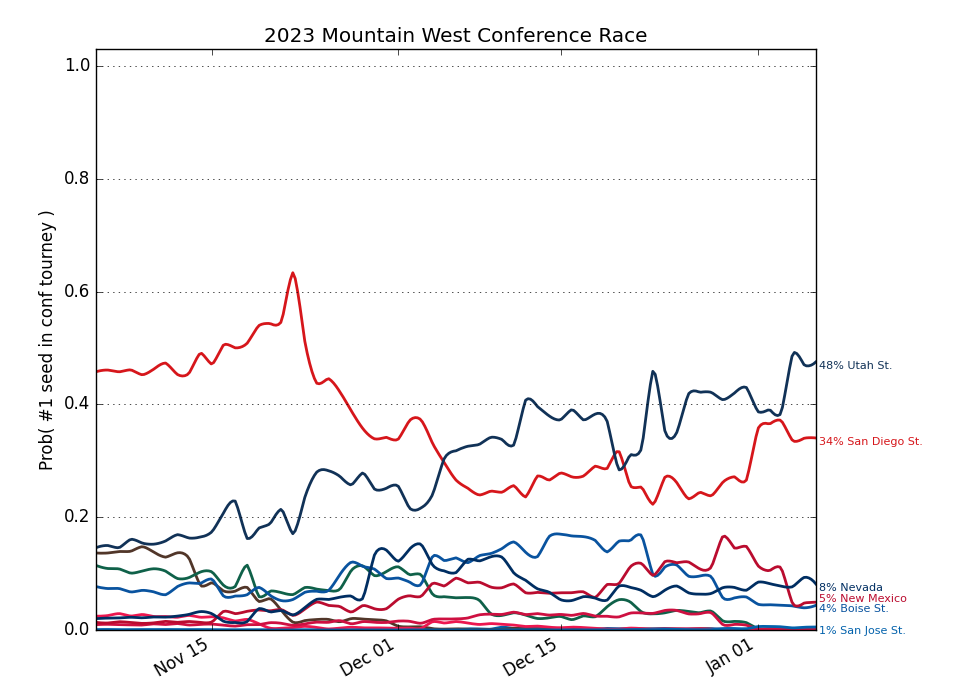 2023 Mountain West Conference Race
Prob( #1 seed in conf tourney )
1.0
0.8
0.6
0.4
0.2
0.0
Nov 15
Dec 01
Dec 15
Jan 01
48% Utah St.
34% San Diego St.
8% Nevada
5% New Mexico
4% Boise St.
1% San Jose St.